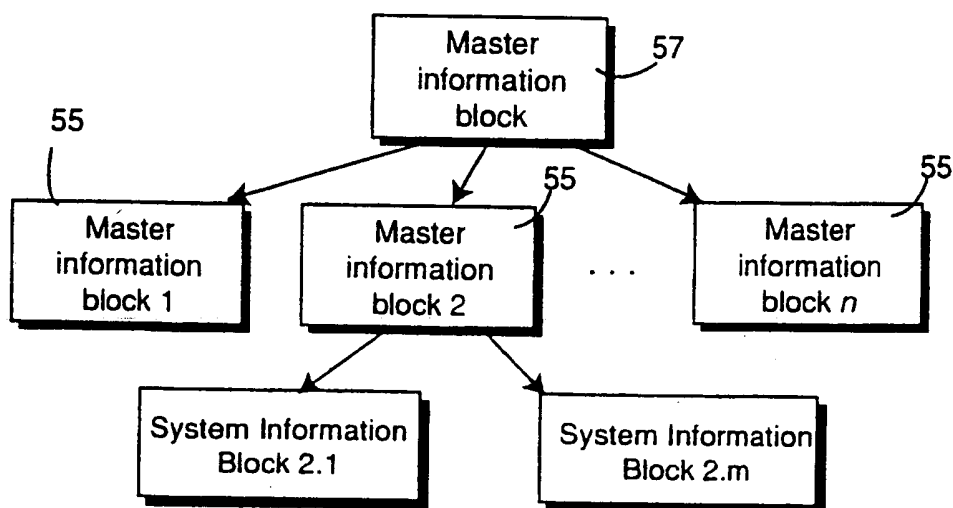 Master
information
block
57
55
Master
information
block 1
55
Master
information
block 2
. . .
55
Master
information
block n
System Information
Block 2.1
System Information
Block 2.m